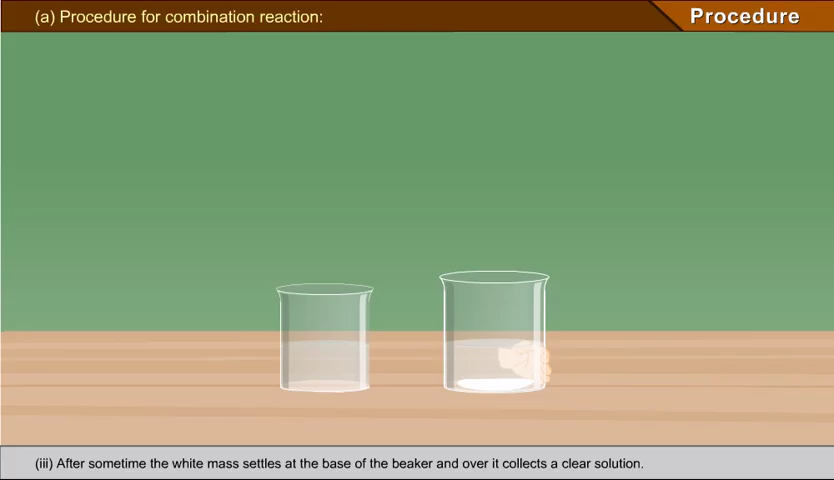 (a) Procedure for combination reaction:
Procedure
(iii) After sometime the white mass settles at the base of the beaker and over it collects a clear solution.